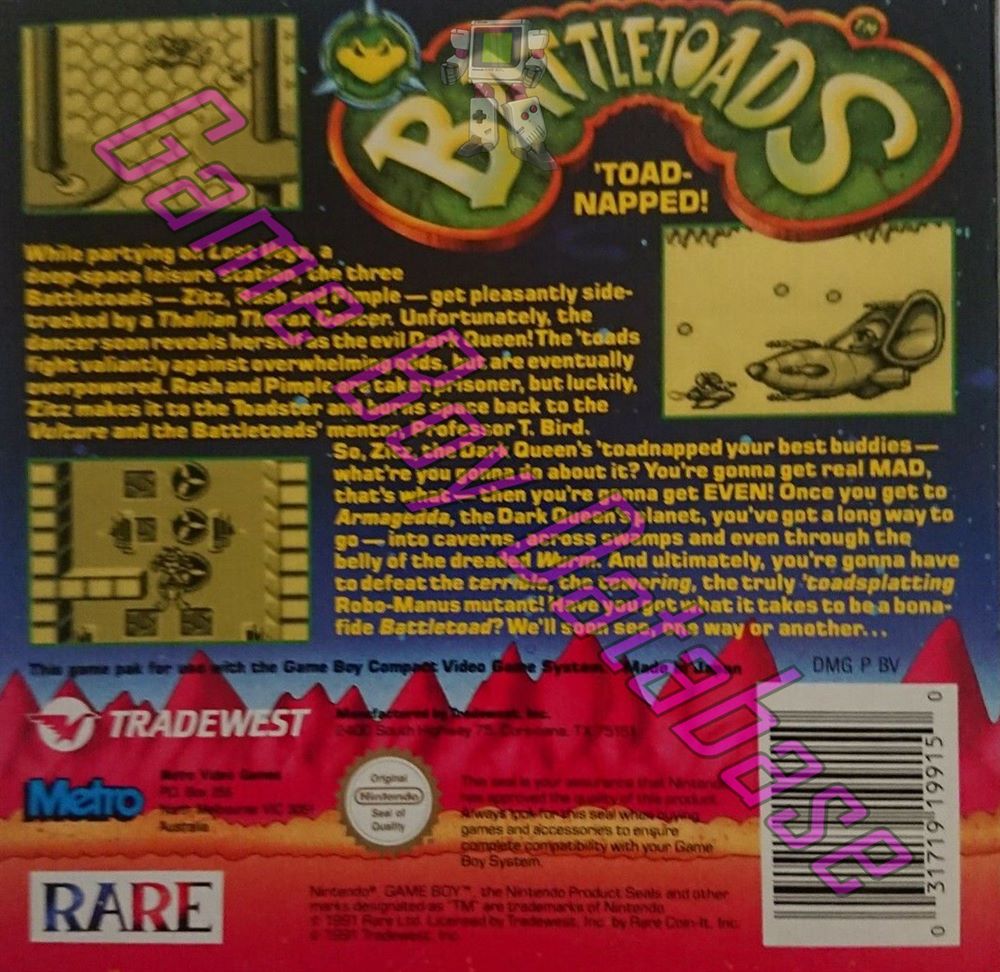 BATTLETOADS TM
'TOAD-
NAPPED!
While partying on Lost Vega, a
deep-space leisure station, the three
Battletoads — Zitz, Rash and Pimple — get pleasantly side-
tracked by a Thallian Thorax Dancer. Unfortunately, the
dancer soon reveals herself as the evil Dark Queen! The 'toads
fight valiantly against overwhelming odds, but are eventually
overpowered. Rash and Pimple are taken prisoner, but luckily,
Zitz makes it to the Toadster and burns space back to the
Vulture and the Battletoads' mentor, Professor T. Bird.
So, Zitz, the Dark Queen's 'toadnapped your best buddies —
what're you gonna do about it? You're gonna get real MAD,
that's what — then you're gonna get EVEN! Once you get to
Armagedda, the Dark Queen's planet, you've got a long way to
go — into caverns, across swamps and even through the
belly of the dreaded Wurm. And ultimately, you're gonna have
to defeat the terrible, the towering, the truly 'toadsplatting
Robo-Manus mutant! Have you got what it takes to be a bona-
fide Battletoad? We'll soon see, one way or another...
This game pak for use with the Game Boy Compact Video Game System. Made in Japan
DMG P BV
TRADEWEST
Manufactured by Tradewest, Inc.
2400 South Highway 75, Corsicana, TX 75151
Metro
Metro Video Games
P.O. Box
North Melbourne VIC 3051
Australia
Original
Nintendo
Seal of
Quality
This seal is your assurance that Nintendo
has approved the quality of this product.
Always look for this seal when buying
games and accessories to ensure
complete compatibility with your Game
Boy System.
RARE
Nintendo®, GAME BOY™, the Nintendo Product Seals and other
marks designated as "TM" are trademarks of Nintendo.
© 1991 Rare Ltd. Licensed to Tradewest, Inc. by Rare Coin-It, Inc.
© 1991 Tradewest, Inc.
0 31719 19915 0
Game Boy Database